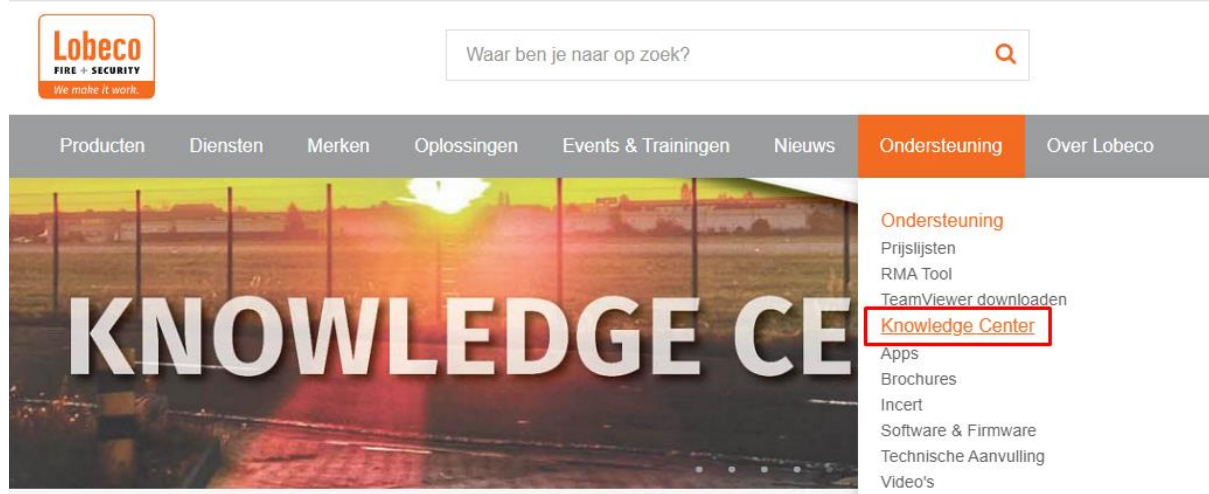 Lobeco
FIRE + SECURITY
We make it work.
Waar ben je naar op zoek?
Producten Diensten Merken Oplossingen Events & Trainingen Nieuws Ondersteuning Over Lobeco
KNOWLEDGE CE
Ondersteuning
Prijslijsten
RMA Tool
TeamViewer downloaden
Knowledge Center
Apps
Brochures
Incert
Software & Firmware
Technische Aanvulling
Video's